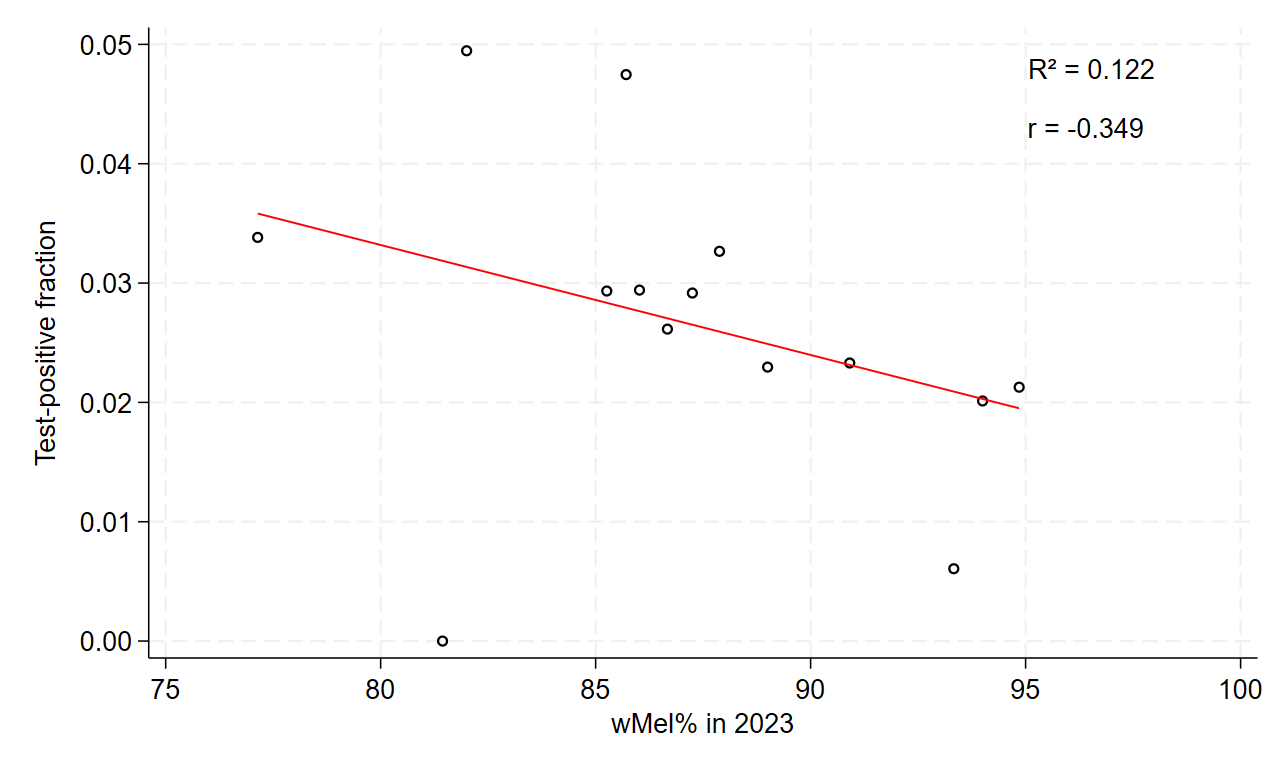 R² = 0.122
r = -0.349
Test-positive fraction
0.05
0.04
0.03
0.02
0.01
0.00
75 80 85 90 95 100
wMel% in 2023